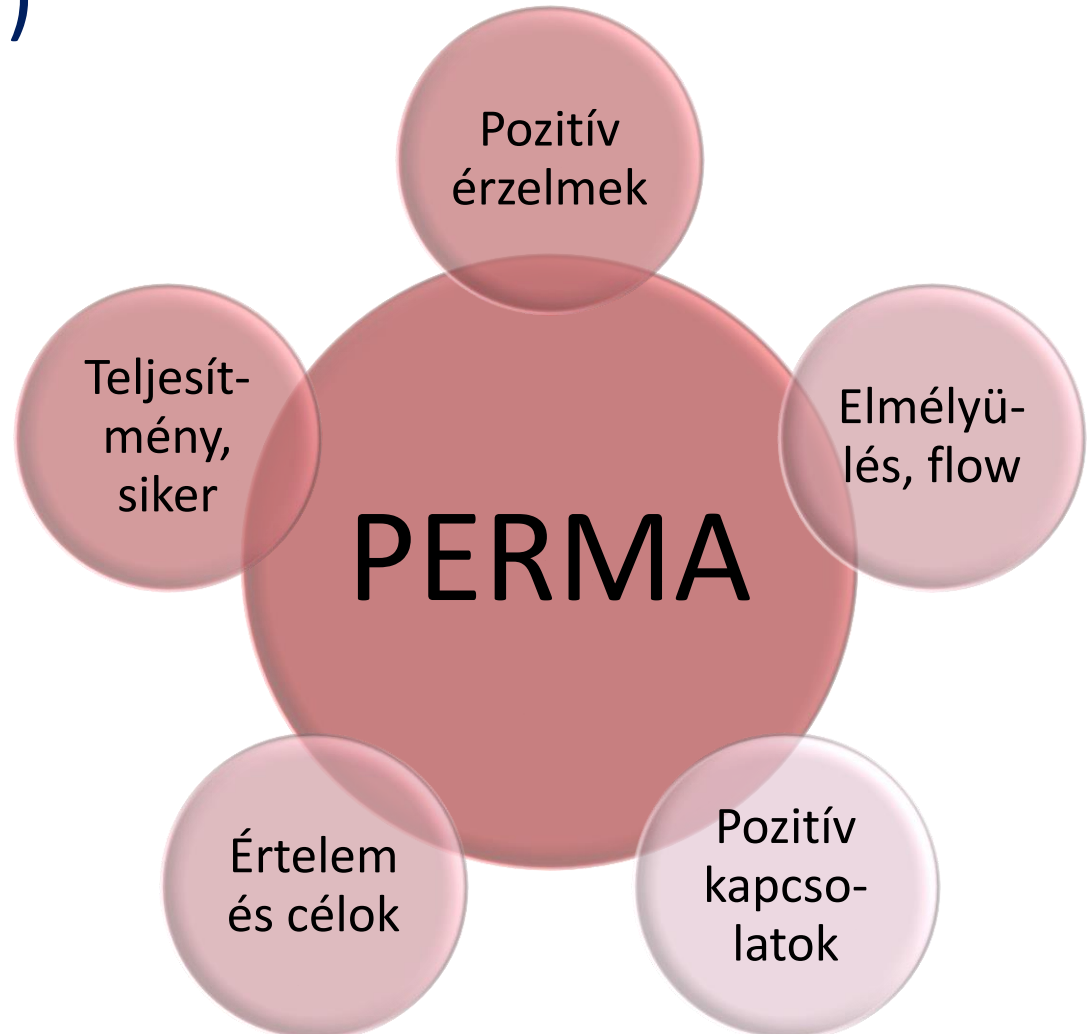 )
Pozitív
érzelmek
Elmélyü-
lés, flow
Pozitív
kapcso-
latok
Értelem
és célok
Teljesít-
mény,
siker
PERMA